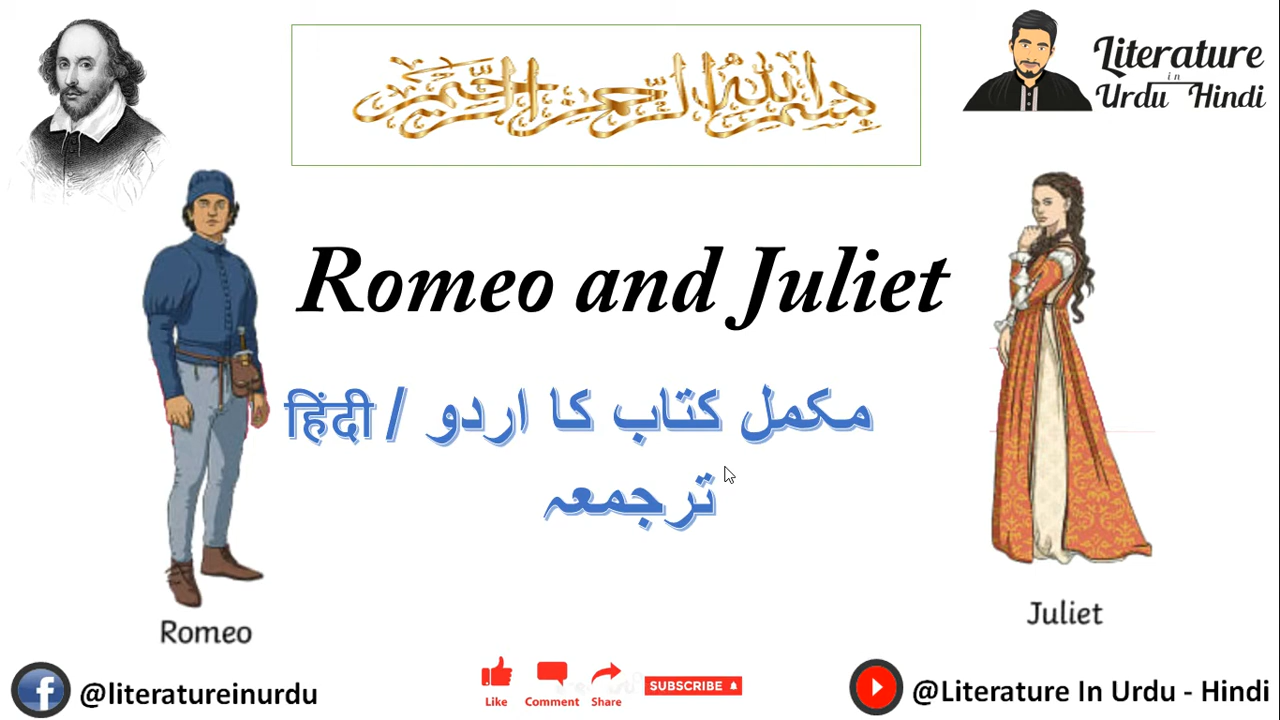 بسم الله الرحمن الرحيم
Literature
in
Urdu Hindi
Romeo and Juliet
مکمل کتاب کا اردو / हिंदी
ترجمعہ
Romeo
Juliet
@literatureinurdu
Like
Comment
Share
SUBSCRIBE
@Literature In Urdu - Hindi